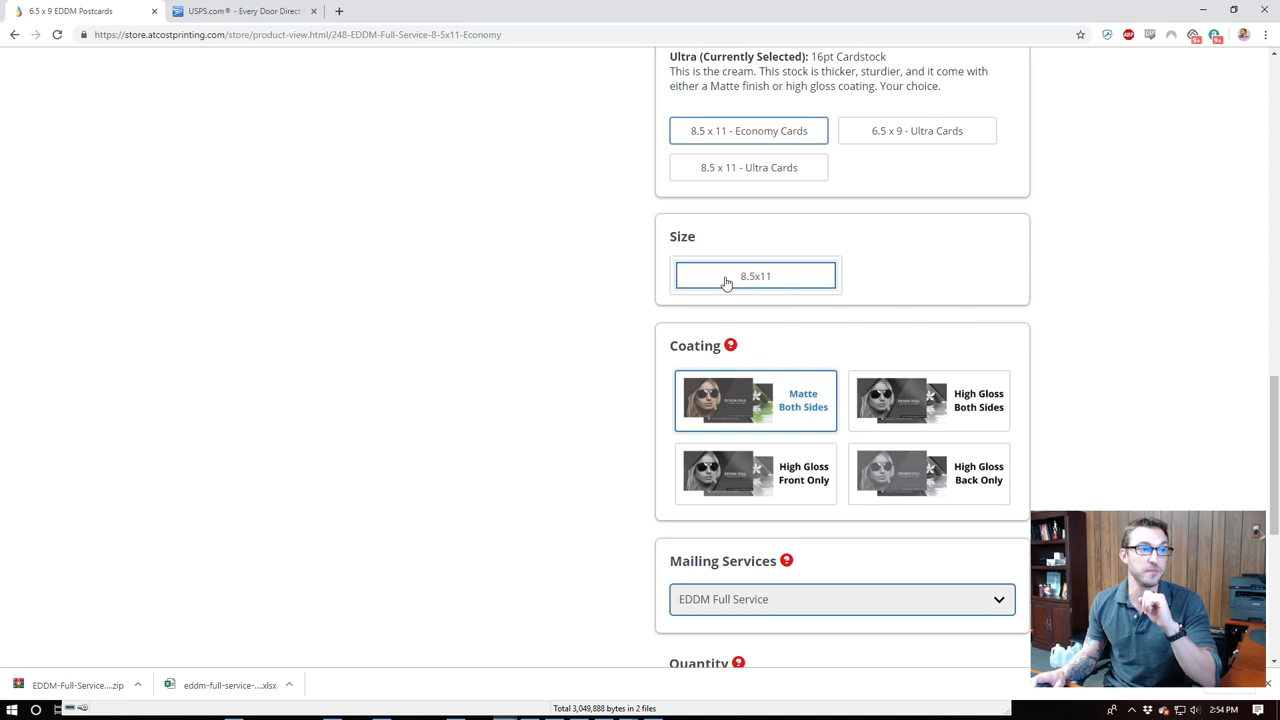 6.5 x 9 EDDM Postcards
USPS.com® - Every Door Direct
https://store.atcostprinting.com/store/product-view.html/248-EDDM-Full-Service-8-5x11-Economy
ABP
9+
9+
Ultra (Currently Selected): 16pt Cardstock
This is the cream. This stock is thicker, sturdier, and it come with
either a Matte finish or high gloss coating. Your choice.
8.5 x 11 - Economy Cards
6.5 x 9 - Ultra Cards
8.5 x 11 - Ultra Cards
Size
8.5x11
Coating ?
Matte
Both Sides
High Gloss
Both Sides
High Gloss
Front Only
High Gloss
Back Only
Mailing Services ?
EDDM Full Service
Quantity ?
EDDM-Full-Service....zip
edm-full-service-....xlsx
Total 3,049,888 bytes in 2 files
2:54 PM